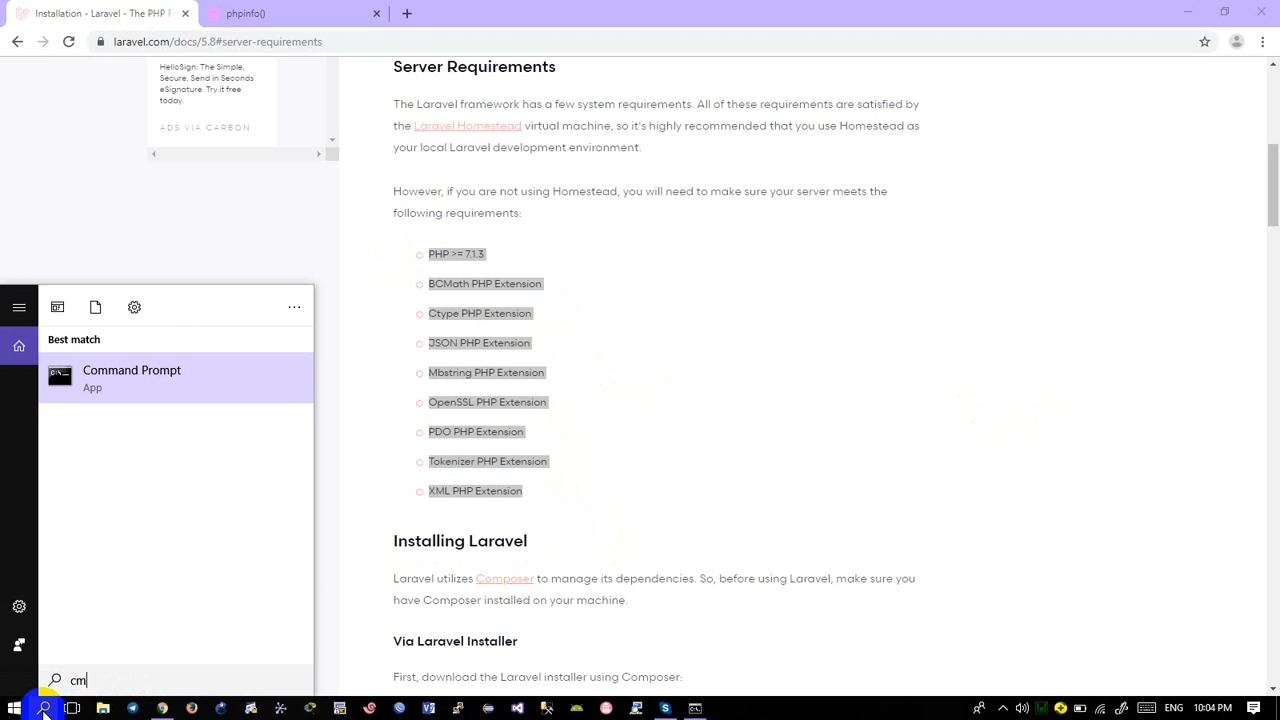 Installation - Laravel - The PHP F
phpinfo()
laravel.com/docs/5.8#server-requirements
HelloSign: The Simple,
Secure, Send in Seconds
eSignature. Try it free
today.
ADS VIA CARBON
Server Requirements
The Laravel framework has a few system requirements. All of these requirements are satisfied by
the Laravel Homestead virtual machine, so it's highly recommended that you use Homestead as
your local Laravel development environment.
However, if you are not using Homestead, you will need to make sure your server meets the
following requirements:
PHP >= 7.1.3
BCMath PHP Extension
Ctype PHP Extension
JSON PHP Extension
Mbstring PHP Extension
OpenSSL PHP Extension
PDO PHP Extension
Tokenizer PHP Extension
XML PHP Extension
Installing Laravel
Laravel utilizes Composer to manage its dependencies. So, before using Laravel, make sure you
have Composer installed on your machine.
Via Laravel Installer
First, download the Laravel installer using Composer:
Best match
Command Prompt
App
cm
ENG
10:04 PM